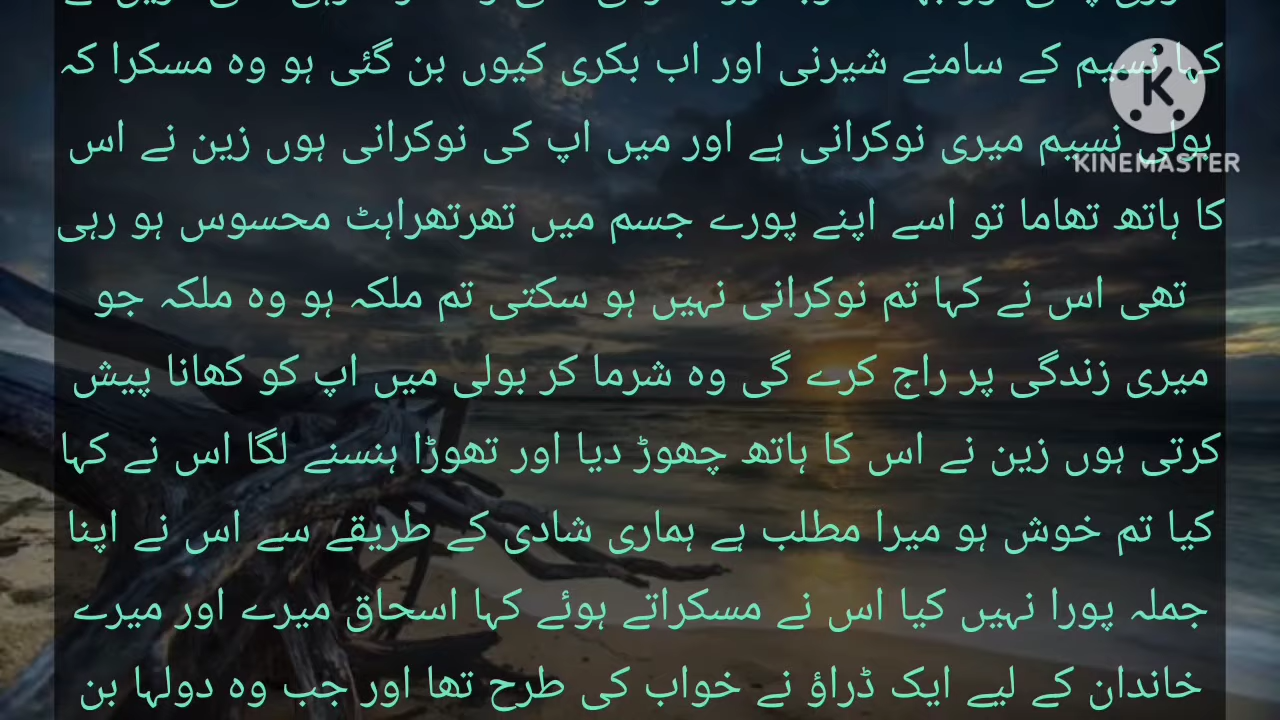 کہا نسیم کے سامنے شیرنی اور اب بکری کیوں بن گئی ہو وہ مسکرا کہ
بولی نسیم میری نوکرانی ہے اور میں اپ کی نوکرانی ہوں زین نے اس
KINEMASTER
کا ہاتھ تھاما تو اسے اپنے پورے جسم میں تھرتھراہٹ محسوس ہو رہی
تھی اس نے کہا تم نوکرانی نہیں ہو سکتی تم ملکہ ہو وہ ملکہ جو
میری زندگی پر راج کرے گی وہ شرما کر بولی میں اپ کو کھانا پیش
کرتی ہوں زین نے اس کا ہاتھ چھوڑ دیا اور تھوڑا ہنسنے لگا اس نے کہا
کیا تم خوش ہو میرا مطلب ہے ہماری شادی کے طریقے سے اس نے اپنا
جملہ پورا نہیں کیا اس نے مسکراتے ہوئے کہا اسحاق میرے اور میرے
خاندان کے لیے ایک ڈراؤ نے خواب کی طرح تھا اور جب وہ دولہا بن